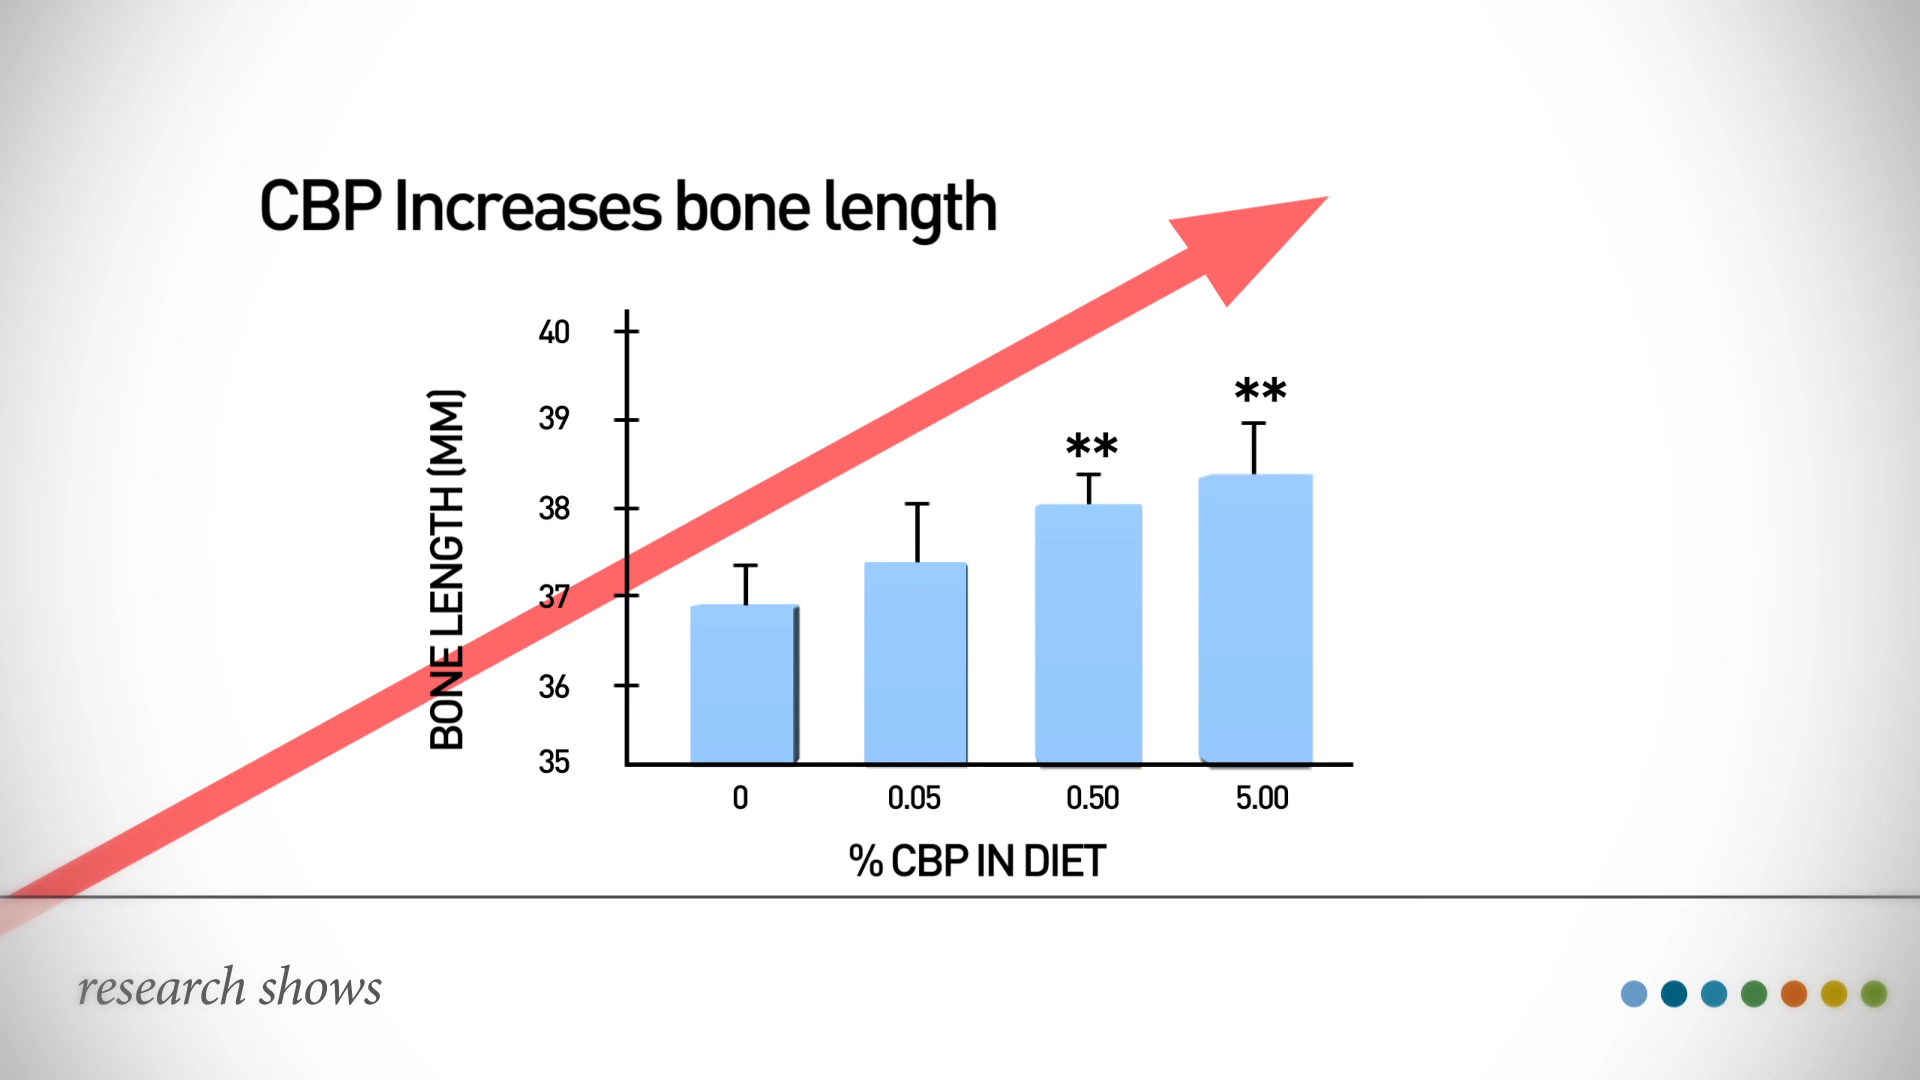 CBP Increases bone length
BONE LENGTH (MM)
40
39
38
37
36
35
**
**
0 0.05 0.50 5.00
% CBP IN DIET
research shows